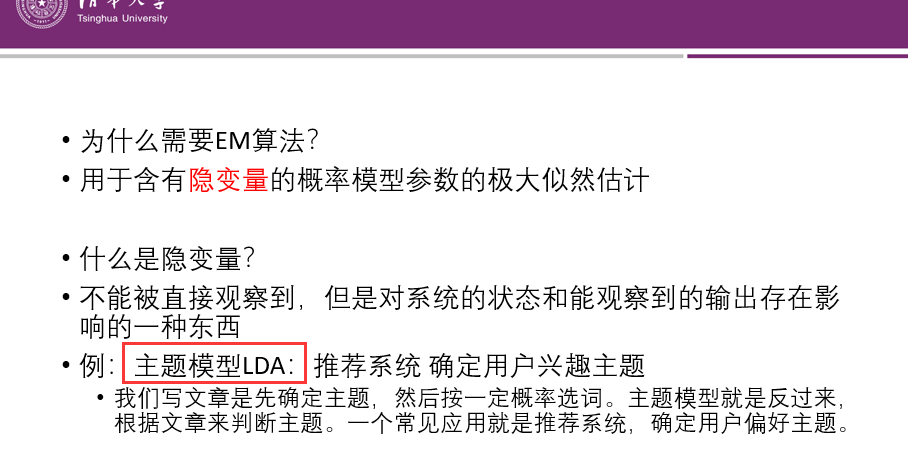 Tsinghua University
• 为什么需要EM算法？
• 用于含有隐变量的概率模型参数的极大似然估计
• 什么是隐变量？
• 不能被直接观察到，但是对系统的状态和能观察到的输出存在影
响的一种东西
• 例：主题模型LDA：推荐系统 确定用户兴趣主题
• 我们写文章是先确定主题，然后按一定概率选词。主题模型就是反过来，
根据文章来判断主题。一个常见应用就是推荐系统，确定用户偏好主题。